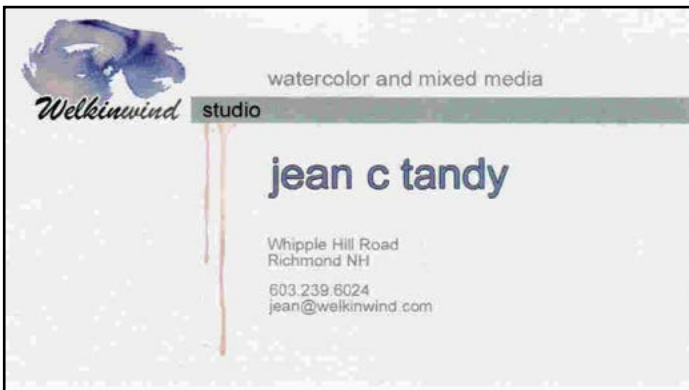 watercolor and mixed media
Welkinwind studio
jean c tandy
Whipple Hill Road
Richmond NH
603.239.6024
jean@welkinwind.com